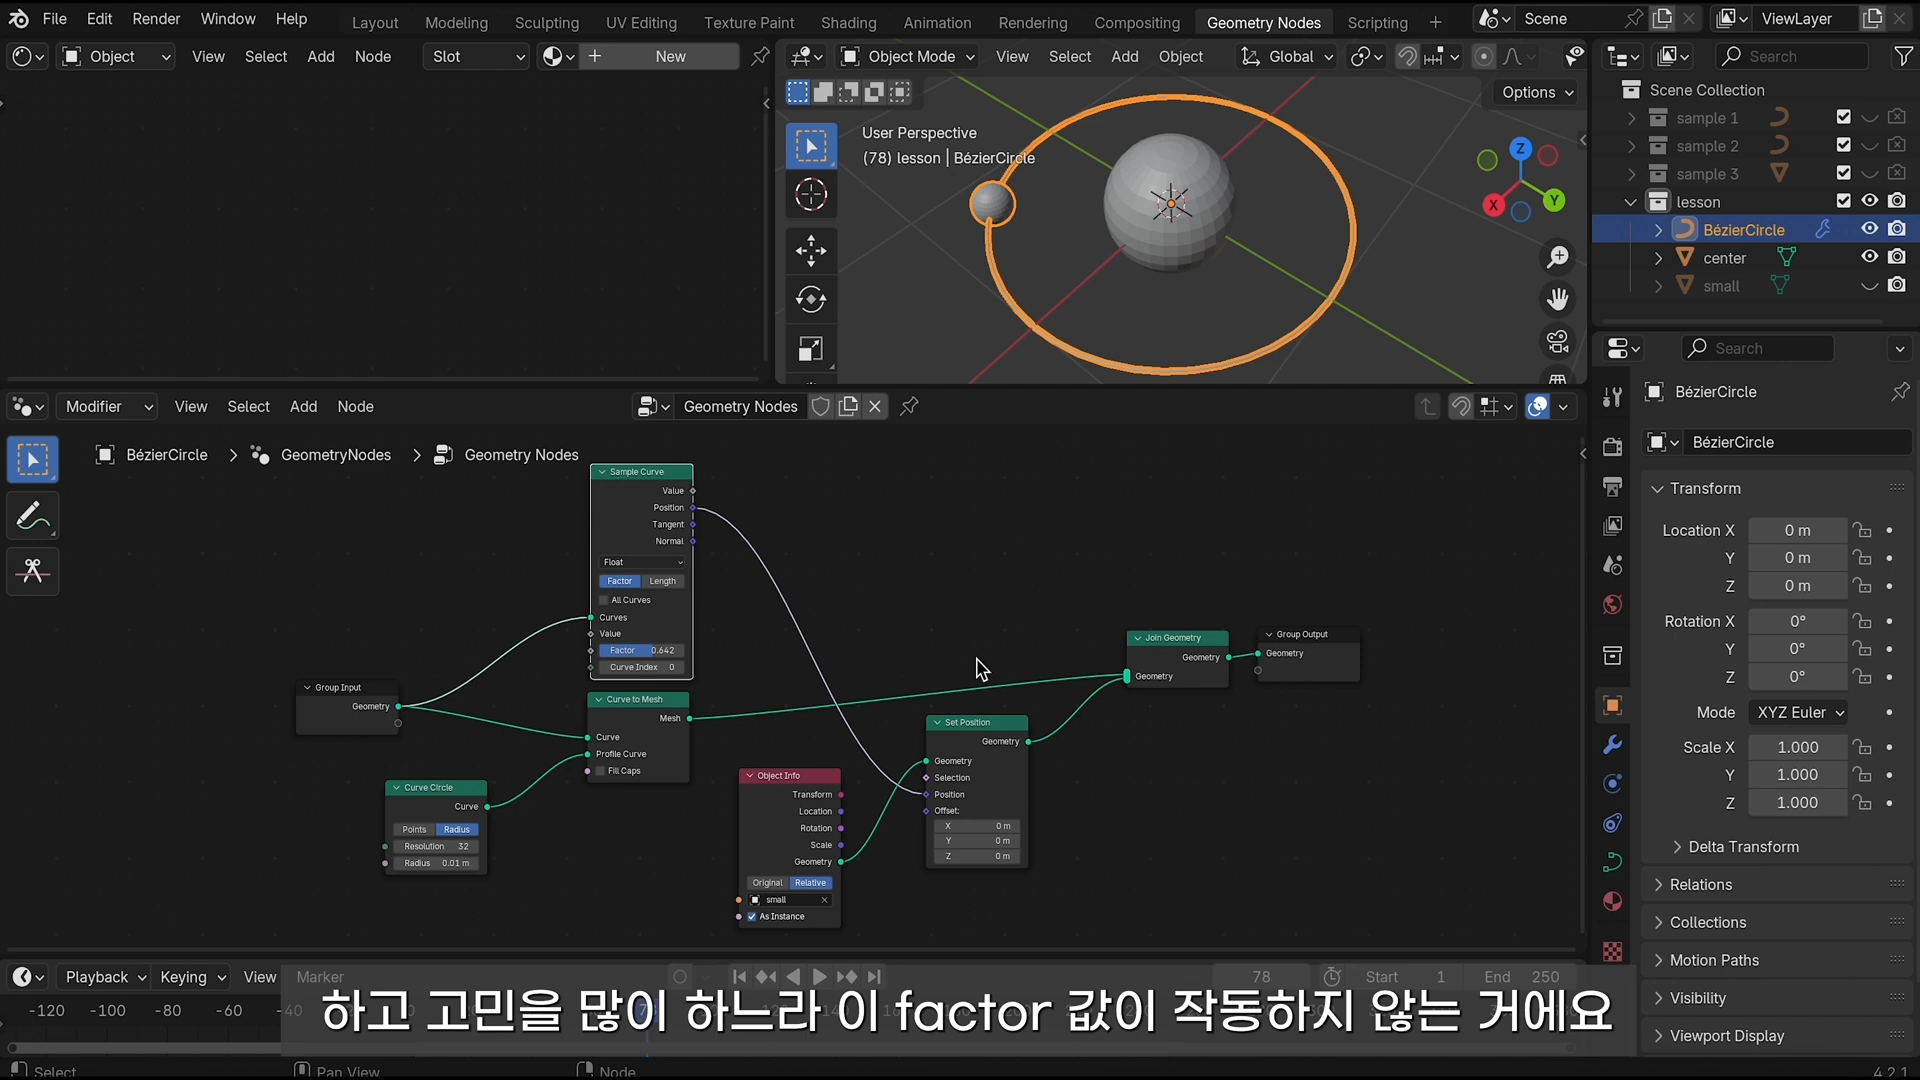 File Edit Render Window Help Layout Modeling Sculpting UV Editing Texture Paint Shading Animation Rendering Compositing Geometry Nodes Scripting Scene ViewLayer
Object View Select Add Node Slot New
Object Mode View Select Add Object Global
Options
User Perspective
(78) lesson | BézierCircle
Z
X
Y
Search
Scene Collection
sample 1
sample 2
sample 3
lesson
BézierCircle
center
small
Modifier View Select Add Node Geometry Nodes
BézierCircle > GeometryNodes > Geometry Nodes
Sample Curve
Value
Position
Tangent
Normal
Float
Factor Length
All Curves
Curves
Value
Factor 0.642
Curve Index 0
Group Input
Geometry
Curve to Mesh
Mesh
Curve
Profile Curve
Fill Caps
Curve Circle
Curve
Points Radius
Resolution 32
Radius 0.01 m
Object Info
Transform
Location
Rotation
Scale
Geometry
Original Relative
small
As Instance
Set Position
Geometry
Geometry
Selection
Position
Offset:
X 0 m
Y 0 m
Z 0 m
Join Geometry
Geometry
Geometry
Group Output
Geometry
Search
BézierCircle
BézierCircle
Transform
Location X 0 m
Y 0 m
Z 0 m
Rotation X 0°
Y 0°
Z 0°
Mode XYZ Euler
Scale X 1.000
Y 1.000
Z 1.000
Delta Transform
Relations
Collections
Motion Paths
Visibility
Viewport Display
Playback Keying View Marker 78 Start 1 End 250
-120 -100 -80 -60 -40
하고 고민을 많이 하느라 이 factor 값이 작동하지 않는 거에요
Select Pan View Node 4.2.1